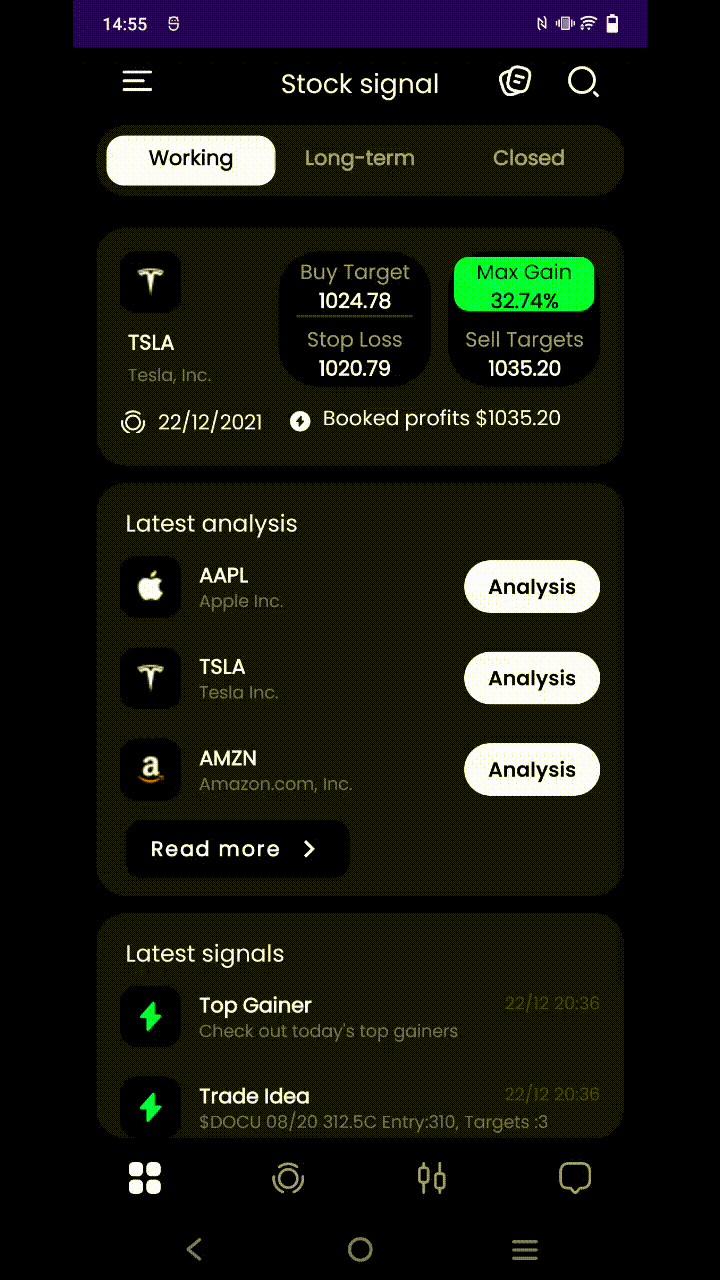 14:55
Stock signal
Working Long-term Closed
Buy Target
1024.78
Max Gain
32.74%
TSLA
Tesla, Inc.
Stop Loss
1020.79
Sell Targets
1035.20
22/12/2021 Booked profits $1035.20
Latest analysis
AAPL
Apple Inc.
Analysis
TSLA
Tesla Inc.
Analysis
AMZN
Amazon.com, Inc.
Analysis
Read more
Latest signals
Top Gainer 22/12 20:36
Check out today's top gainers
Trade Idea 22/12 20:36
$DOCU 08/20 312.5C Entry:310, Targets :3